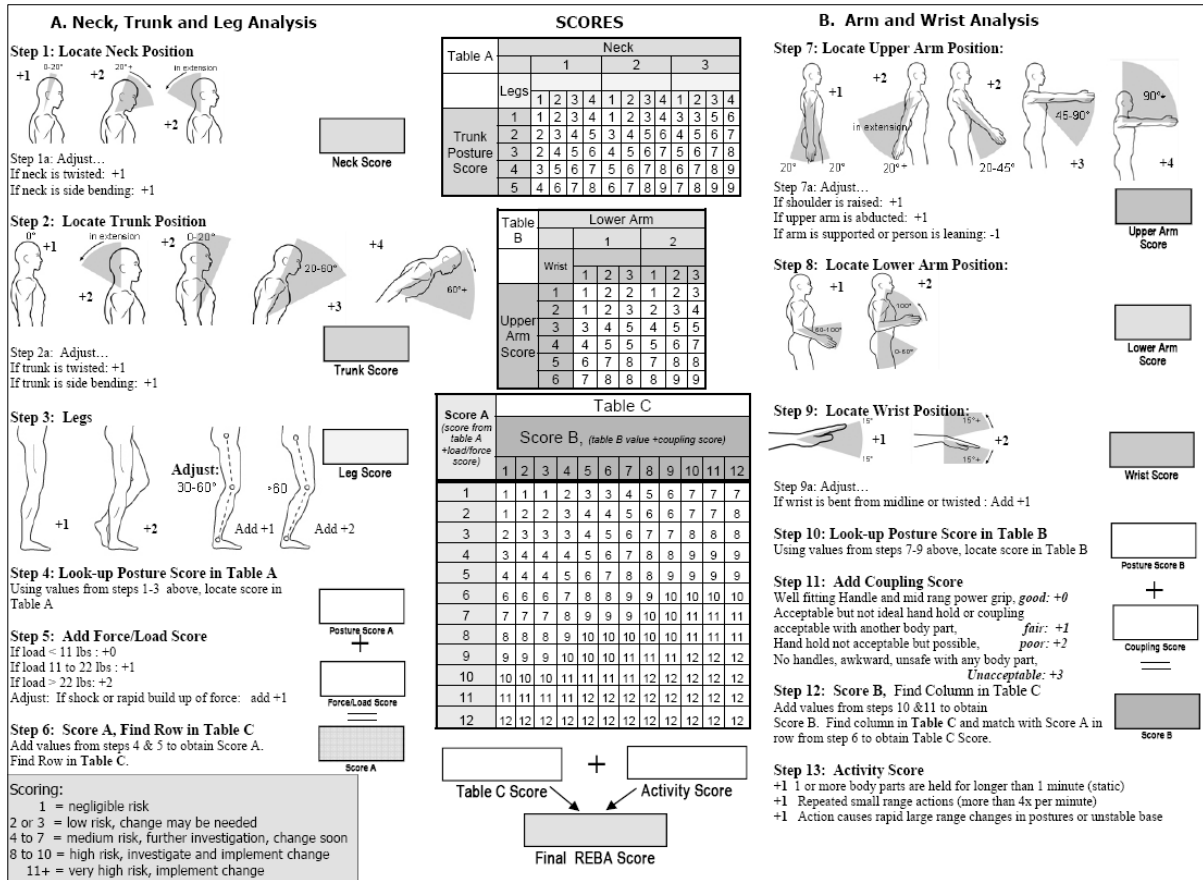 A. Neck, Trunk and Leg Analysis
Step 1: Locate Neck Position
+1
0-20°
+2
20°+
in extension
+2
Neck Score
Step 1a: Adjust…
If neck is twisted: +1
If neck is side bending: +1
Step 2: Locate Trunk Position
0°
+1
in extension
+2
+2
0-20°
20-60°
+3
+4
60°+
Trunk Score
Step 2a: Adjust…
If trunk is twisted: +1
If trunk is side bending: +1
Step 3: Legs
+1
+2
Adjust:
30-60°
Add +1
>60
Add +2
Leg Score
Step 4: Look-up Posture Score in Table A
Using values from steps 1-3 above, locate score in
Table A
Posture Score A
+
Step 5: Add Force/Load Score
If load < 11 lbs : +0
If load 11 to 22 lbs : +1
If load > 22 lbs: +2
Adjust: If shock or rapid build up of force: add +1
Force/Load Score
Step 6: Score A, Find Row in Table C
Add values from steps 4 & 5 to obtain Score A.
Find Row in Table C.
Score A
Scoring:
1 = negligible risk
2 or 3 = low risk, change may be needed
4 to 7 = medium risk, further investigation, change soon
8 to 10 = high risk, investigate and implement change
11+ = very high risk, implement change
SCORES
Table A
Neck
1 2 3
Legs
1 2 3 4 1 2 3 4 1 2 3 4
Trunk
Posture
Score
1 1 2 3 4 1 2 3 4 3 3 5 6
2 2 3 4 5 3 4 5 6 4 5 6 7
3 2 4 5 6 4 5 6 7 5 6 7 8
4 3 5 6 7 5 6 7 8 6 7 8 9
5 4 6 7 8 6 7 8 9 7 8 9 9
Table
B
Lower Arm
1 2
Wrist
1 2 3 1 2 3
Upper
Arm
Score
1 1 2 2 1 2 3
2 1 2 3 2 3 4
3 3 4 5 4 5 5
4 4 5 5 5 6 7
5 6 7 8 7 8 8
6 7 8 8 8 9 9
Score A
(score from
table A
+load/force
score)
Table C
Score B, (table B value +coupling score)
1 2 3 4 5 6 7 8 9 10 11 12
1 1 1 1 2 3 3 4 5 6 7 7 7
2 1 2 2 3 4 4 5 6 6 7 7 8
3 2 3 3 3 4 5 6 7 7 8 8 8
4 3 4 4 4 5 6 7 8 8 9 9 9
5 4 4 4 5 6 7 8 8 9 9 9 9
6 6 6 6 7 8 8 9 9 10 10 10 10
7 7 7 7 8 9 9 9 10 10 11 11 11
8 8 8 8 9 10 10 10 10 10 11 11 11
9 9 9 9 10 10 10 11 11 11 12 12 12
10 10 10 10 11 11 11 11 12 12 12 12 12
11 11 11 11 11 12 12 12 12 12 12 12 12
12 12 12 12 12 12 12 12 12 12 12 12 12
+
Table C Score
Activity Score
Final REBA Score
B. Arm and Wrist Analysis
Step 7: Locate Upper Arm Position:
+1
20°
20°
+2
in extension
20°+
+2
20-45°
45-90°
+3
90°+
+4
Step 7a: Adjust…
If shoulder is raised: +1
If upper arm is abducted: +1
If arm is supported or person is leaning: -1
Upper Arm
Score
Step 8: Locate Lower Arm Position:
+1
60-100°
+2
100°
0-60°
Lower Arm
Score
Step 9: Locate Wrist Position:
15°
15°
+1
15°+
15°+
+2
Wrist Score
Step 9a: Adjust…
If wrist is bent from midline or twisted : Add +1
Step 10: Look-up Posture Score in Table B
Using values from steps 7-9 above, locate score in Table B
Posture Score B
+
Step 11: Add Coupling Score
Well fitting Handle and mid rang power grip, good: +0
Acceptable but not ideal hand hold or coupling
acceptable with another body part, fair: +1
Hand hold not acceptable but possible, poor: +2
No handles, awkward, unsafe with any body part,
Unacceptable: +3
Coupling Score
Step 12: Score B, Find Column in Table C
Add values from steps 10 &11 to obtain
Score B. Find column in Table C and match with Score A in
row from step 6 to obtain Table C Score.
Score B
Step 13: Activity Score
+1 1 or more body parts are held for longer than 1 minute (static)
+1 Repeated small range actions (more than 4x per minute)
+1 Action causes rapid large range changes in postures or unstable base